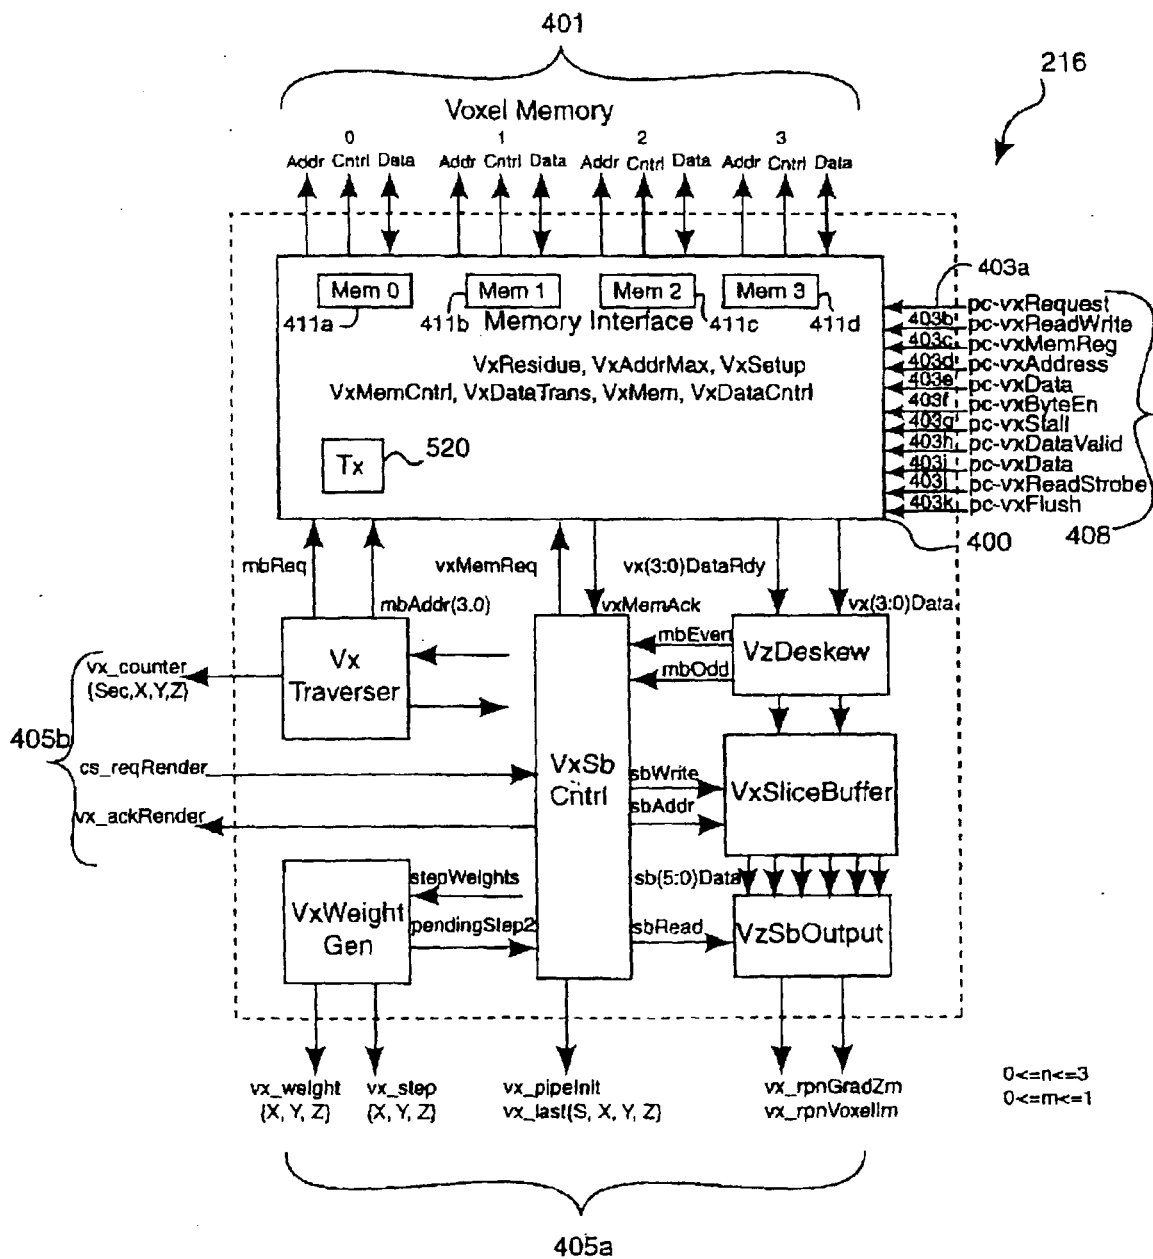 401
216
Voxel Memory
0 1 2 3
Addr Cntrl Data Addr Cntrl Data Addr Cntrl Data Addr Cntrl Data
403a
Mem 0 Mem 1 Mem 2 Mem 3
411a 411b 411c 411d
Memory Interface
VxResidue, VxAddrMax, VxSetup
VxMemCntrl, VxDataTrans, VxMem, VxDataCntrl
Tx
520
pc-vxRequest
403b pc-vxReadWrite
403c pc-vxMemReg
403d pc-vxAddress
403e pc-vxData
403f pc-vxByteEn
403g pc-vxStall
403h pc-vxDataValid
403i pc-vxData
403j pc-vxReadStrobe
403k pc-vxFlush
400
408
mbReq
mbAddr(3.0)
vxMemReq
vxMemAck
vx(3:0)DataRdy
vx(3:0)Data
Vx
Traverser
mbEven
mbOdd
VzDeskew
vx_counter
{Sec,X,Y,Z}
405b
cs_reqRender
vx_ackRender
VxSb
Cntrl
sbWrite
sbAddr
VxSliceBuffer
stepWeights
pendingStep2
VxWeight
Gen
sb(5:0)Data
sbRead
VzSbOutput
vx_weight
{X, Y, Z}
vx_step
{X, Y, Z}
vx_pipeInit
vx_last{S, X, Y, Z}
vx_rpnGradZm
vx_rpnVoxelIm
0<=n<=3
0<=m<=1
405a